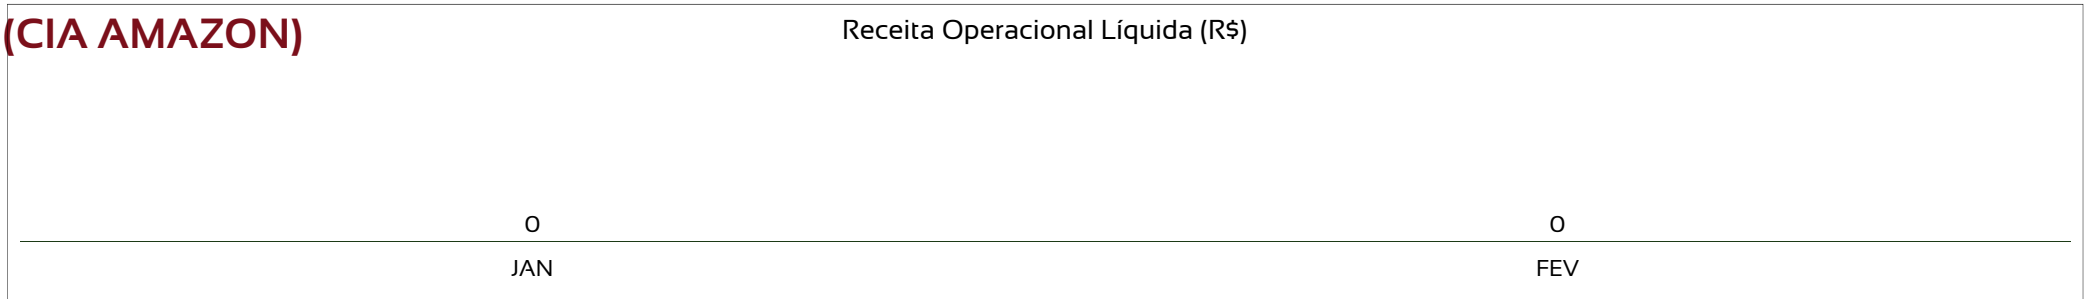 (CIA AMAZON)
Receita Operacional Líquida (R$)
0 0
JAN FEV